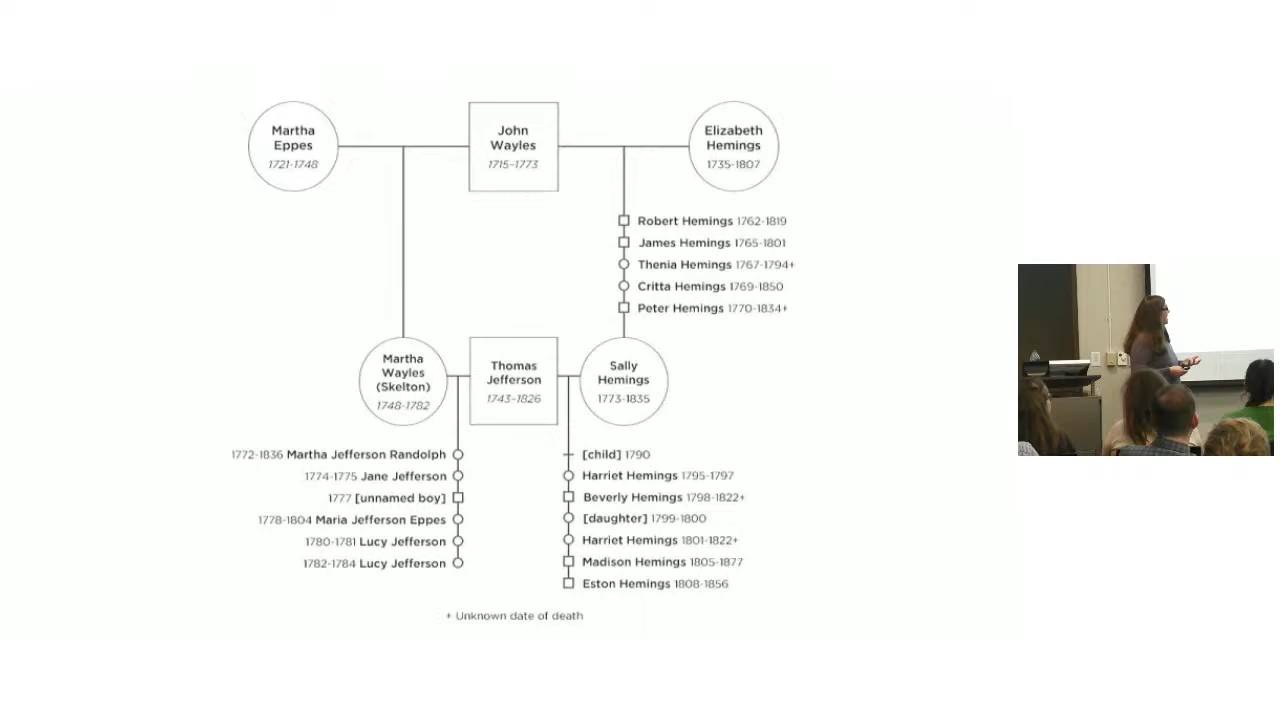 Martha
Eppes
1721-1748
John
Wayles
1715-1773
Elizabeth
Hemings
1735-1807
Robert Hemings 1762-1819
James Hemings 1765-1801
Thenia Hemings 1767-1794+
Critta Hemings 1769-1850
Peter Hemings 1770-1834+
Martha
Wayles
(Skelton)
1748-1782
Thomas
Jefferson
1743-1826
Sally
Hemings
1773-1835
1772-1836 Martha Jefferson Randolph
1774-1775 Jane Jefferson
1777 [unnamed boy]
1778-1804 Maria Jefferson Eppes
1780-1781 Lucy Jefferson
1782-1784 Lucy Jefferson
[child] 1790
Harriet Hemings 1795-1797
Beverly Hemings 1798-1822+
[daughter] 1799-1800
Harriet Hemings 1801-1822+
Madison Hemings 1805-1877
Eston Hemings 1808-1856
+ Unknown date of death